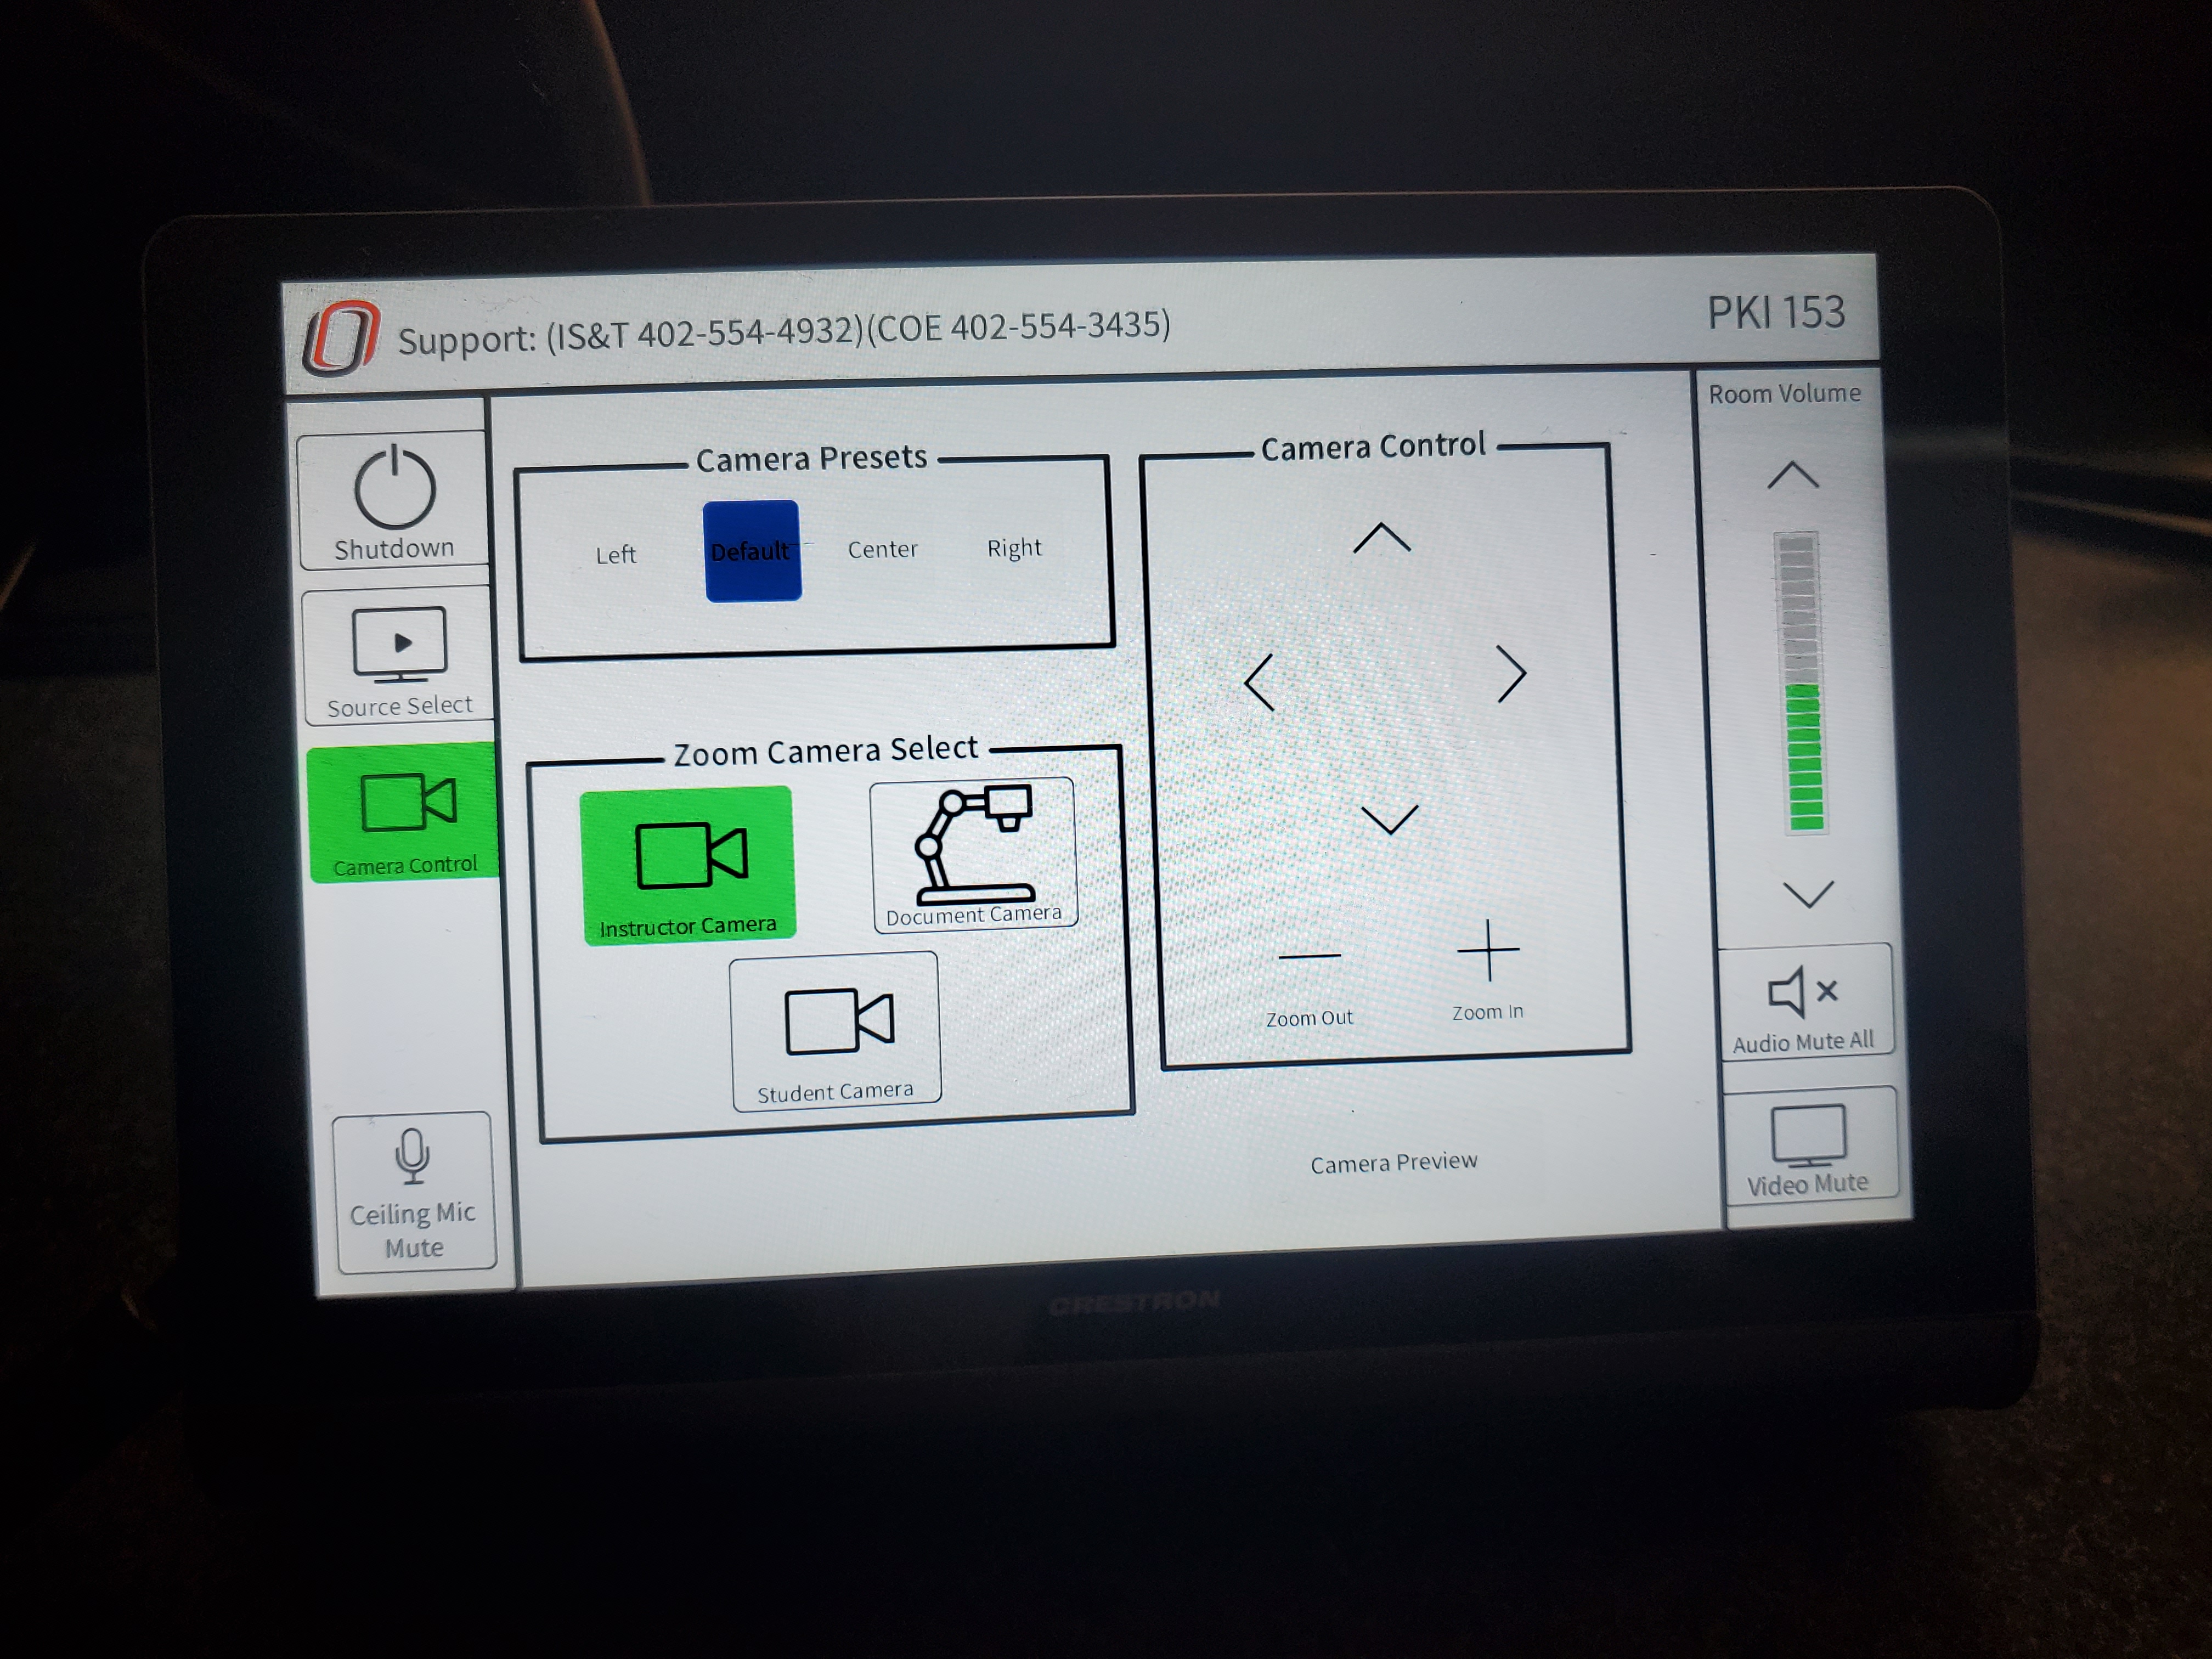 Support: (IS&T 402-554-4932)(COE 402-554-3435)
PKI 153
Shutdown
Source Select
Camera Control
Ceiling Mic
Mute
Camera Presets
Left
Default
Center
Right
Zoom Camera Select
Instructor Camera
Document Camera
Student Camera
Camera Control
Zoom Out
Zoom In
Camera Preview
Room Volume
Audio Mute All
Video Mute
CRESTRON